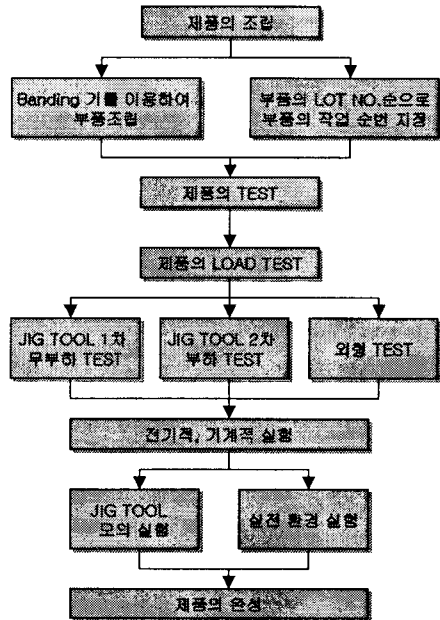 제품의 조립
Banding 기를 이용하여
부품조립
부품의 LOT NO.순으로
부품의 작업 순번 지정
제품의 TEST
제품의 LOAD TEST
JIG TOOL 1차
무부하 TEST
JIG TOOL 2차
부하 TEST
외형 TEST
전기적, 기계적 실험
JIG TOOL
모의 실험
실전 환경 실험
제품의 완성